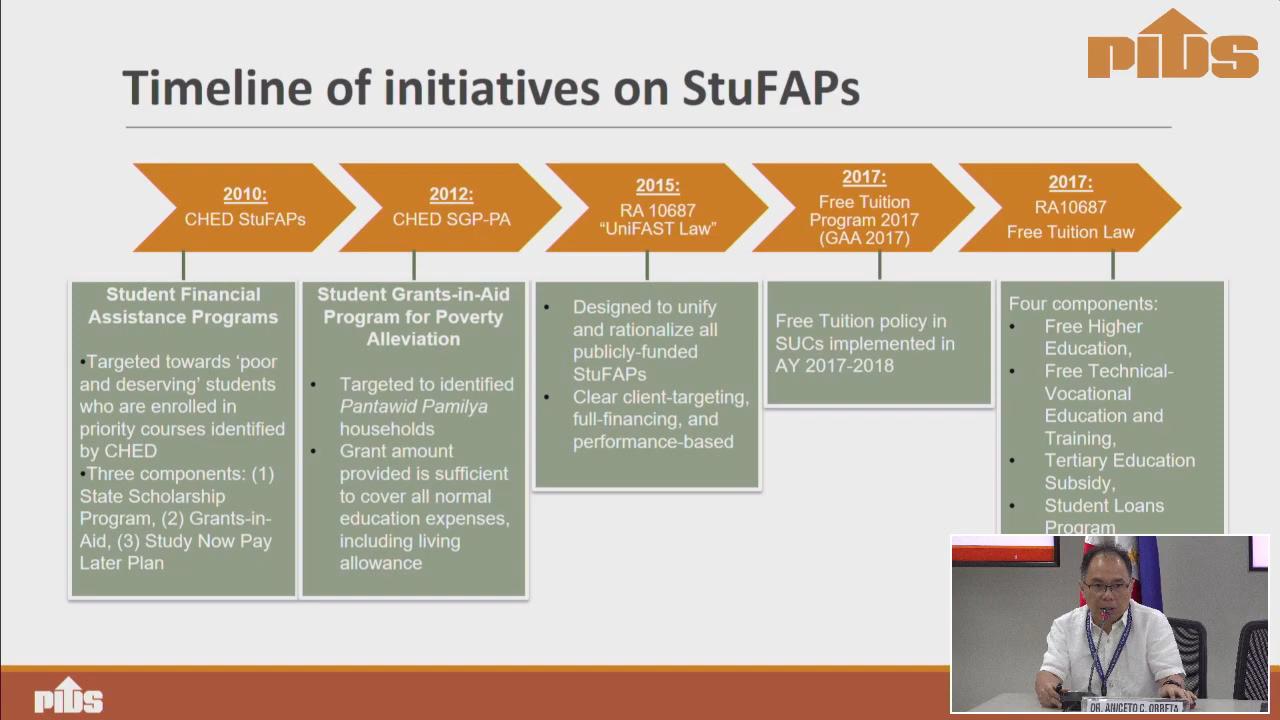 PIDS
Timeline of initiatives on StuFAPs
2010:
CHED StuFAPs
2012:
CHED SGP-PA
2015:
RA 10687
“UniFAST Law”
2017:
Free Tuition
Program 2017
(GAA 2017)
2017:
RA10687
Free Tuition Law
Student Financial
Assistance Programs
•Targeted towards ‘poor
and deserving’ students
who are enrolled in
priority courses identified
by CHED
•Three components: (1)
State Scholarship
Program, (2) Grants-in-
Aid, (3) Study Now Pay
Later Plan
Student Grants-in-Aid
Program for Poverty
Alleviation
• Targeted to identified
Pantawid Pamilya
households
• Grant amount
provided is sufficient
to cover all normal
education expenses,
including living
allowance
• Designed to unify
and rationalize all
publicly-funded
StuFAPs
• Clear client-targeting,
full-financing, and
performance-based
Free Tuition policy in
SUCs implemented in
AY 2017-2018
Four components:
• Free Higher
Education,
• Free Technical-
Vocational
Education and
Training,
• Tertiary Education
Subsidy,
• Student Loans
Program
DR. ANICETO C. ORBETA
PIDS